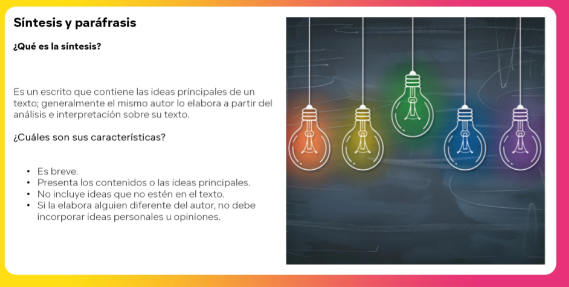 Síntesis y paráfrasis
¿Qué es la síntesis?
Es un escrito que contiene las ideas principales de un
texto; generalmente el mismo autor lo elabora a partir del
análisis e interpretación sobre su texto.
¿Cuáles son sus características?
• Es breve.
• Presenta los contenidos o las ideas principales.
• No incluye ideas que no estén en el texto.
• Si la elabora alguien diferente del autor, no debe
incorporar ideas personales u opiniones.